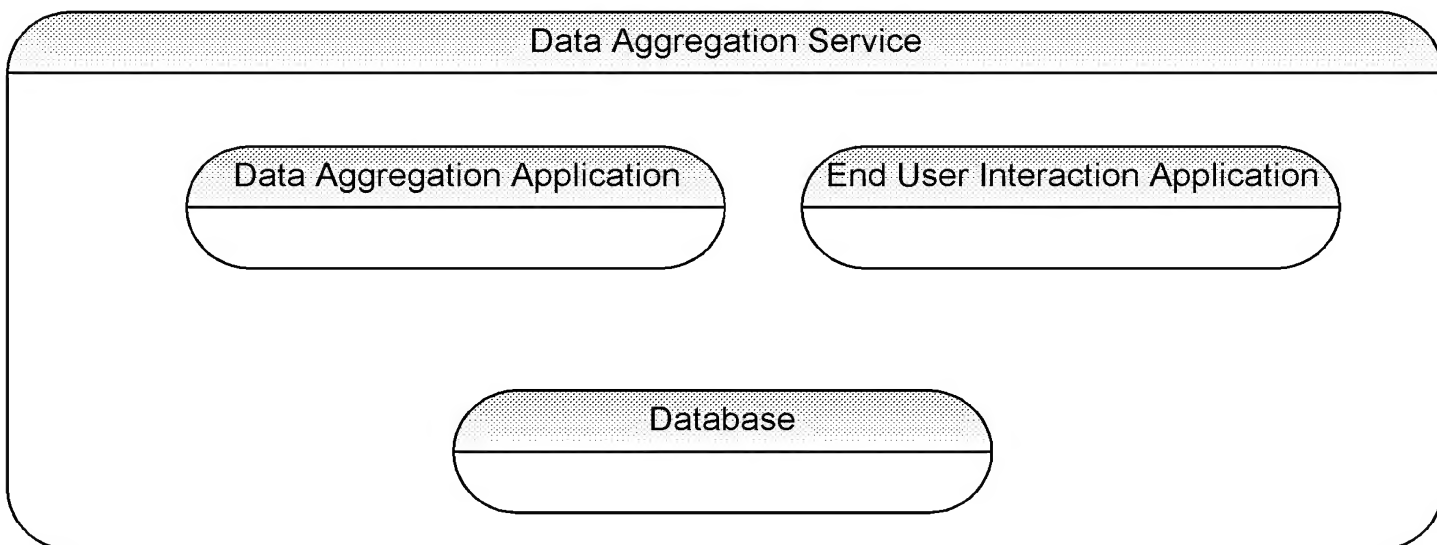 Data Aggregation Service
Data Aggregation Application
End User Interaction Application
Database